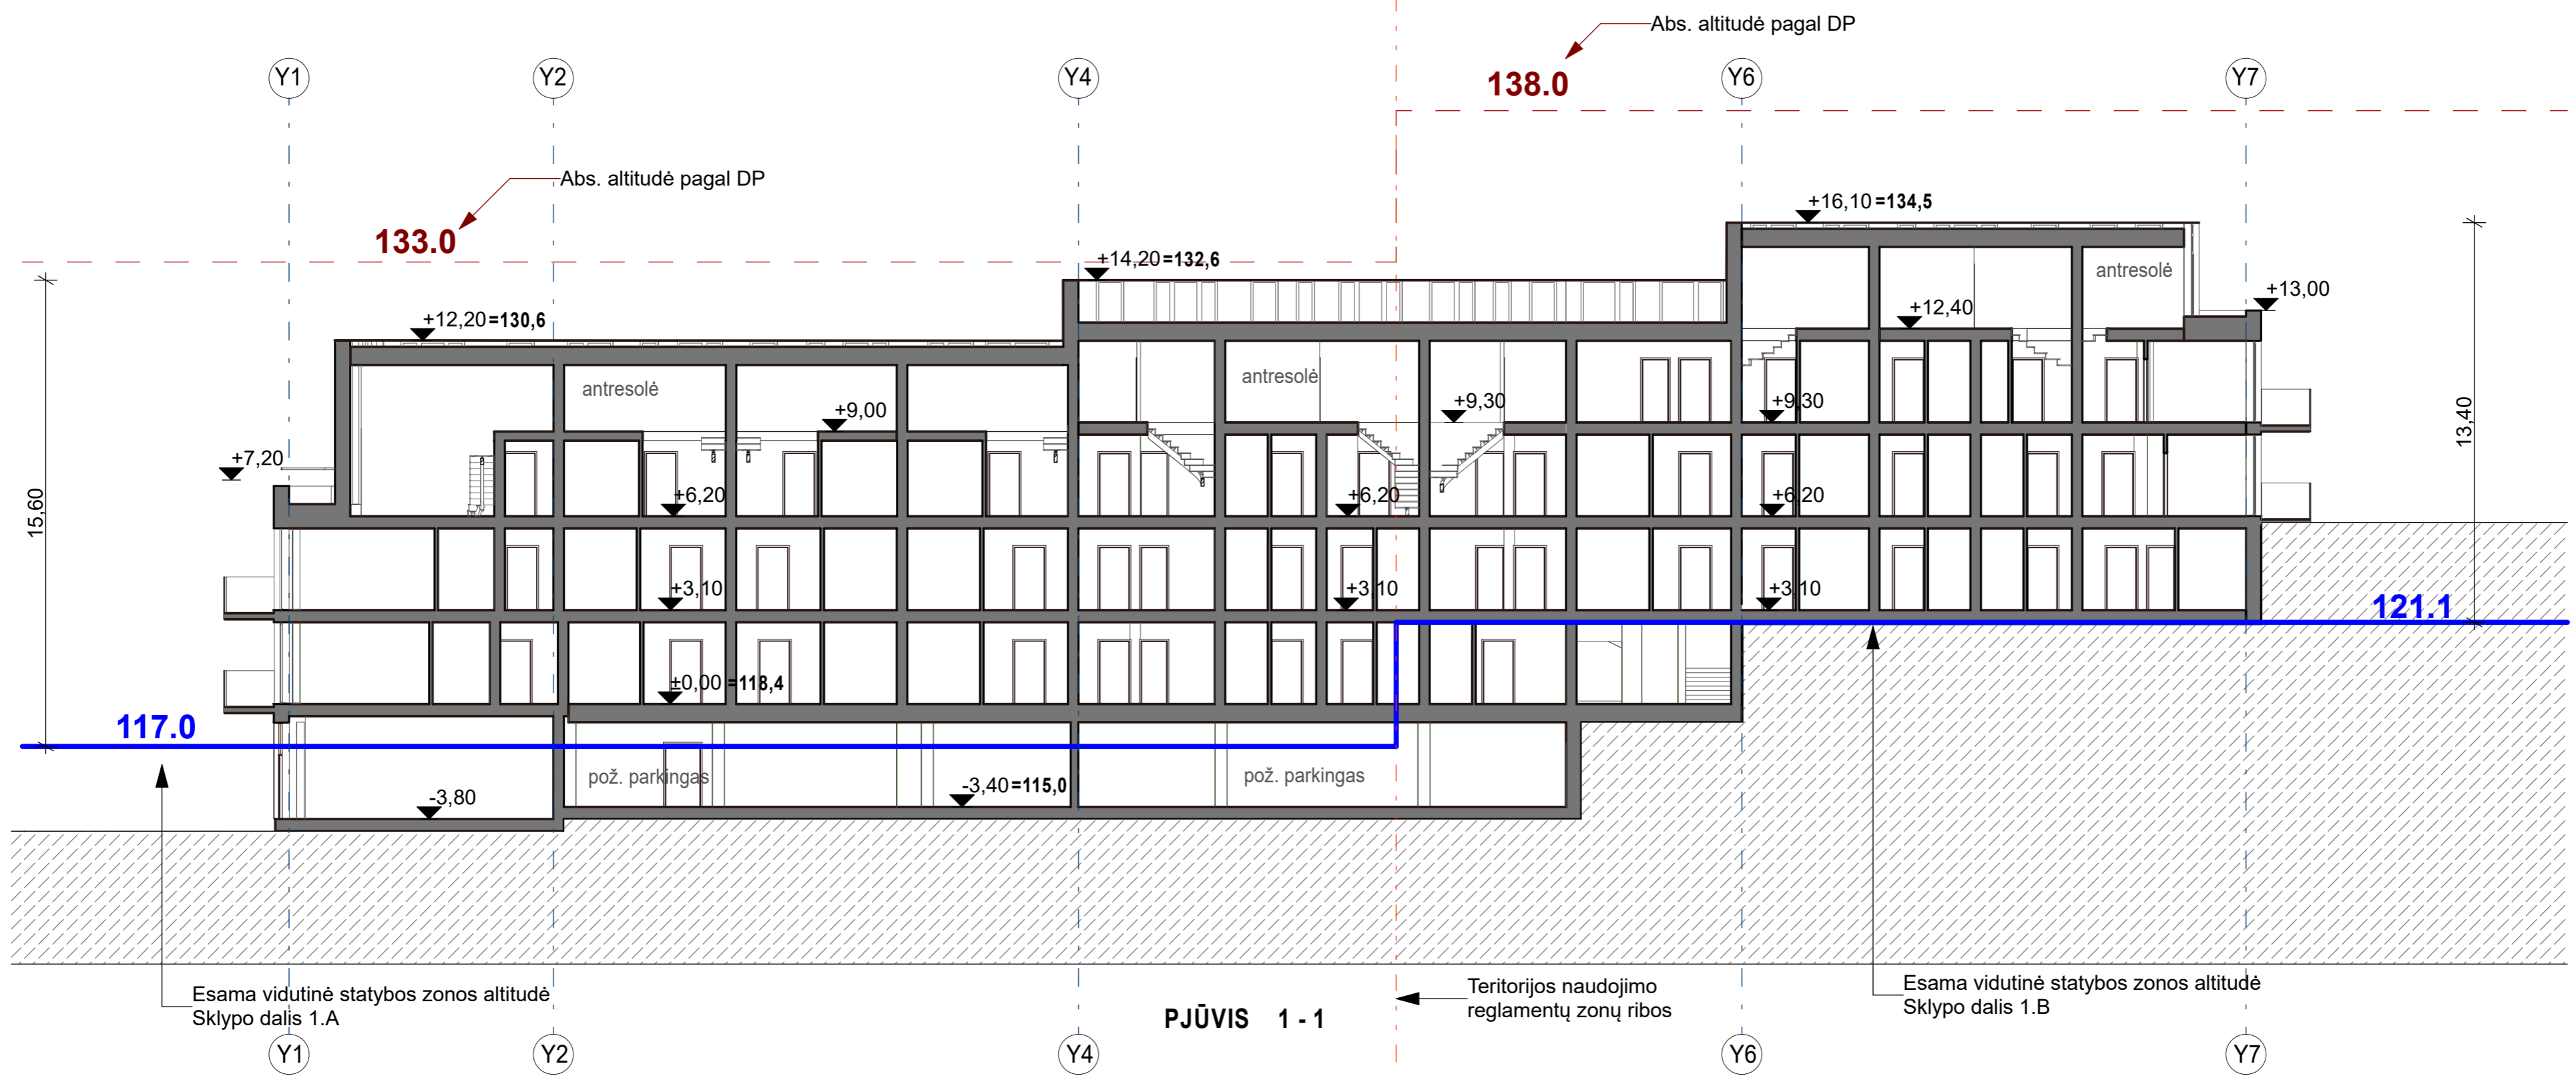 Abs. altitudė pagal DP
138.0
Y1
Y2
Y4
Y6
Y7
Abs. altitudė pagal DP
133.0
+16,10=134,5
+14,20=132,6
antresolė
+13,00
+12,20=130,6
+12,40
antresolė
antresolė
+9,00
+9,30
+9,30
13,40
+7,20
+6,20
+6,20
+6,20
15,60
+3,10
+3,10
+3,10
121.1
±0,00=118,4
117.0
pož. parkingas
-3,40=115,0
pož. parkingas
-3,80
Esama vidutinė statybos zonos altitudė
Sklypo dalis 1.A
PJŪVIS 1 - 1
Teritorijos naudojimo
reglamentų zonų ribos
Esama vidutinė statybos zonos altitudė
Sklypo dalis 1.B
Y1
Y2
Y4
Y6
Y7